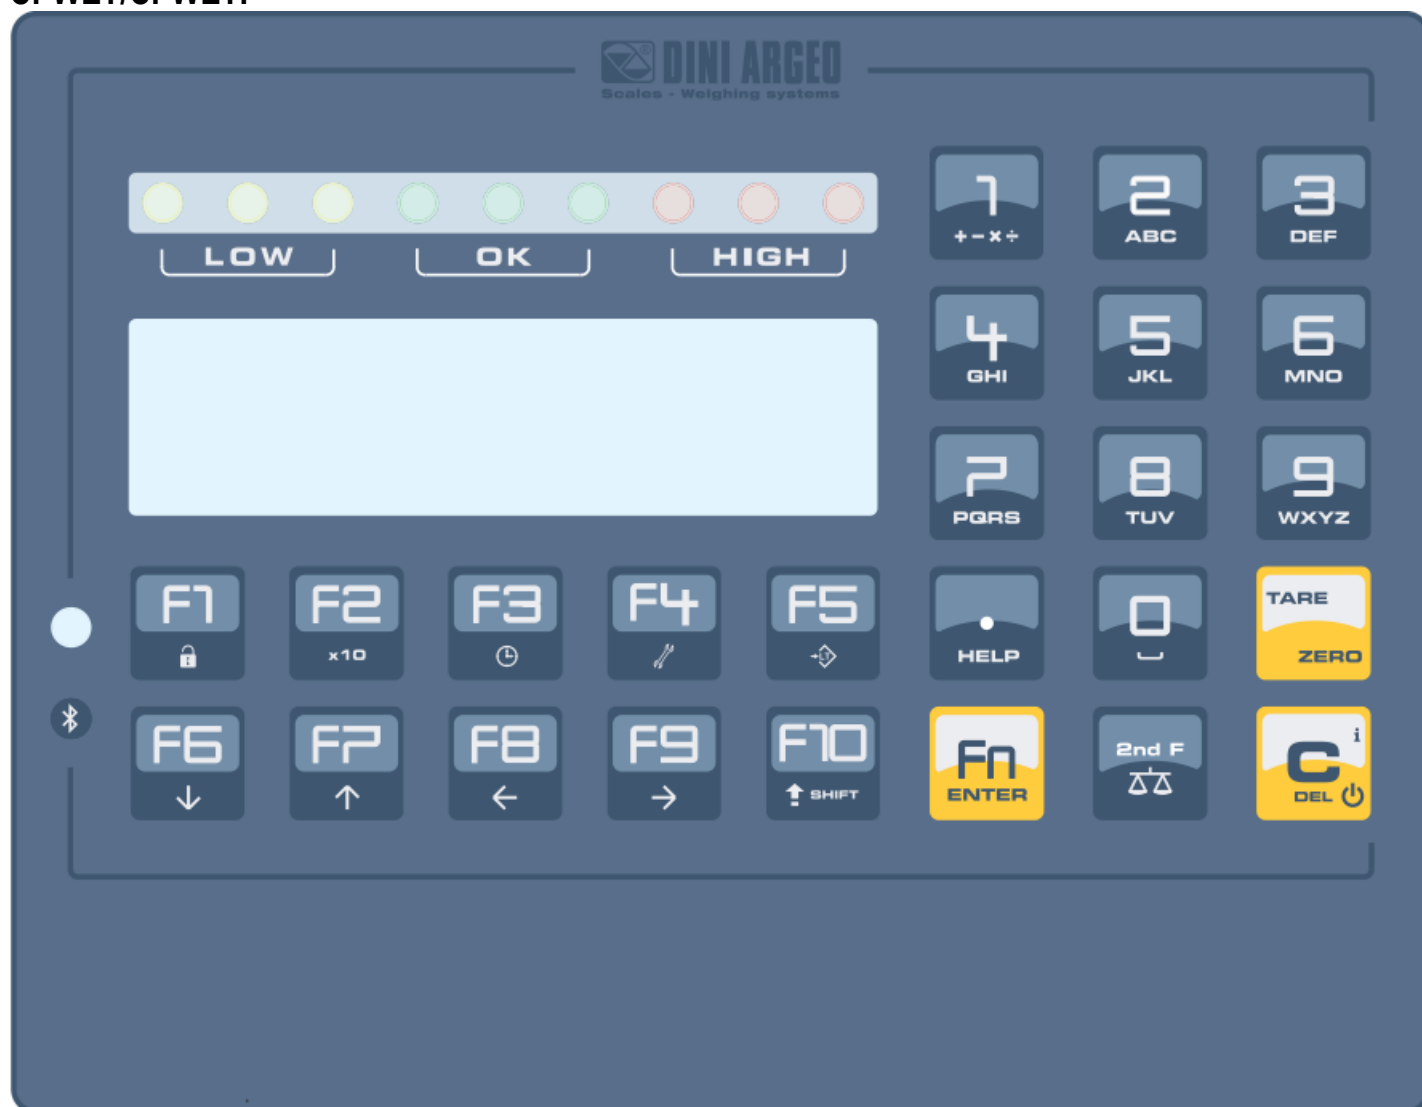 DINI ARGEO
Scales - Weighing systems
LOW OK HIGH
1 2 3
+-×÷ ABC DEF
4 5 6
GHI JKL MNO
7 8 9
PQRS TUV WXYZ
F1 F2 F3 F4 F5 . 0 TARE
x10 LT HELP ZERO
F6 F7 F8 F9 F10 Fn 2nd F C i
SHIFT ENTER DEL